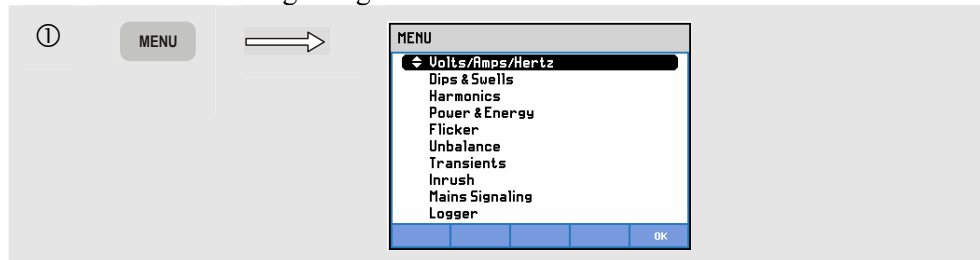 ①
MENU
MENU
Volts/Amps/Hertz
Dips & Swells
Harmonics
Power & Energy
Flicker
Unbalance
Transients
Inrush
Mains Signaling
Logger
OK